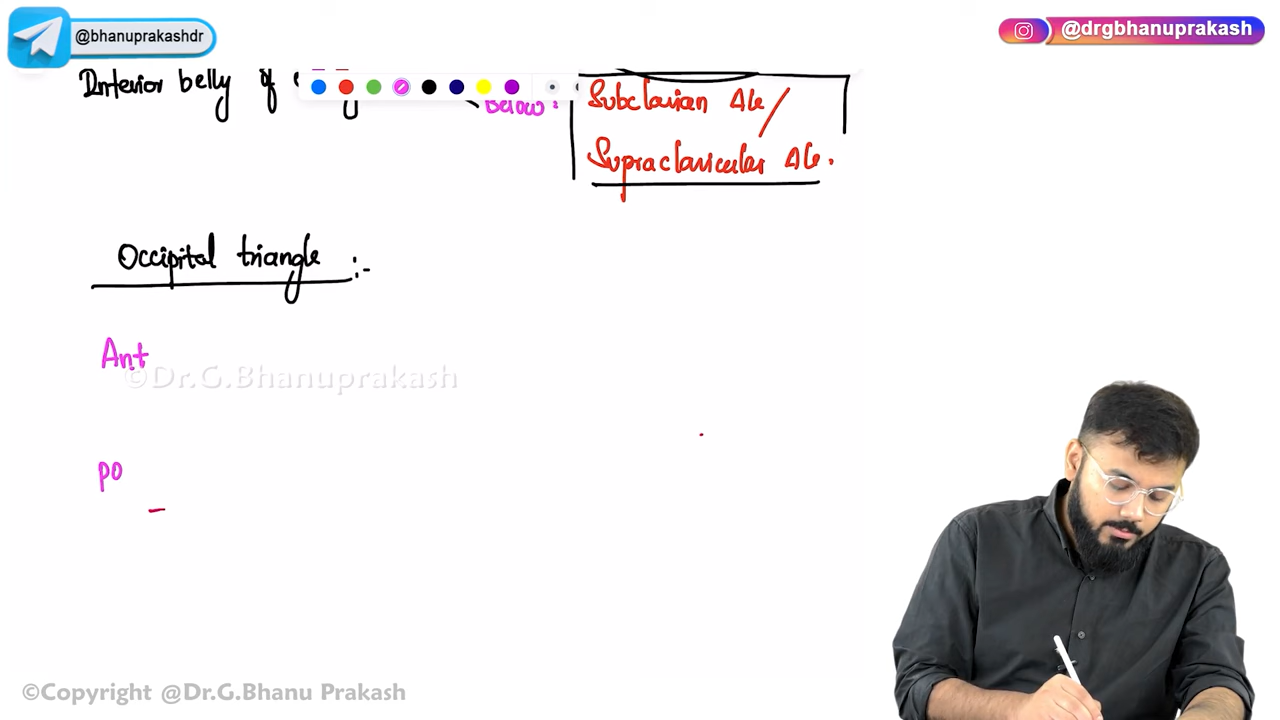 @bhanuprakashdr
@drgbhanuprakash
Inferior belly of
Below:
Subclavian Δle/
Supraclavicular Δle.
Occipital triangle :-
Ant
©Dr.G.Bhanuprakash
po
©Copyright @Dr.G.Bhanu Prakash